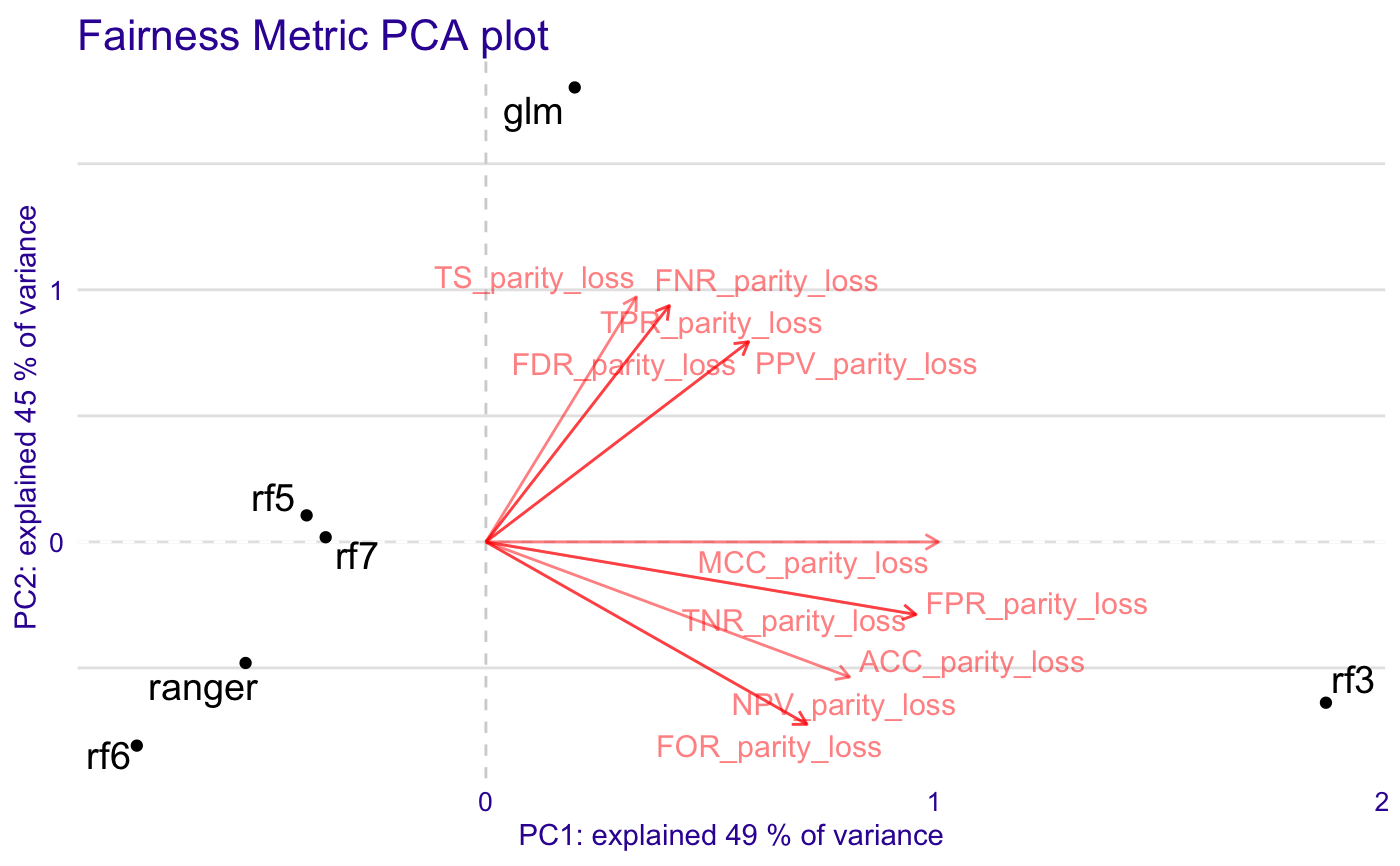 Fairness Metric PCA plot
glm
TS_parity_loss
FNR_parity_loss
1
TPR_parity_loss
FDR_parity_loss
PPV_parity_loss
PC2: explained 45 % of variance
rf5
0
rf7
MCC_parity_loss
FPR_parity_loss
TNR_parity_loss
ACC_parity_loss
ranger
rf3
NPV_parity_loss
FOR_parity_loss
rf6
0
1
2
PC1: explained 49 % of variance